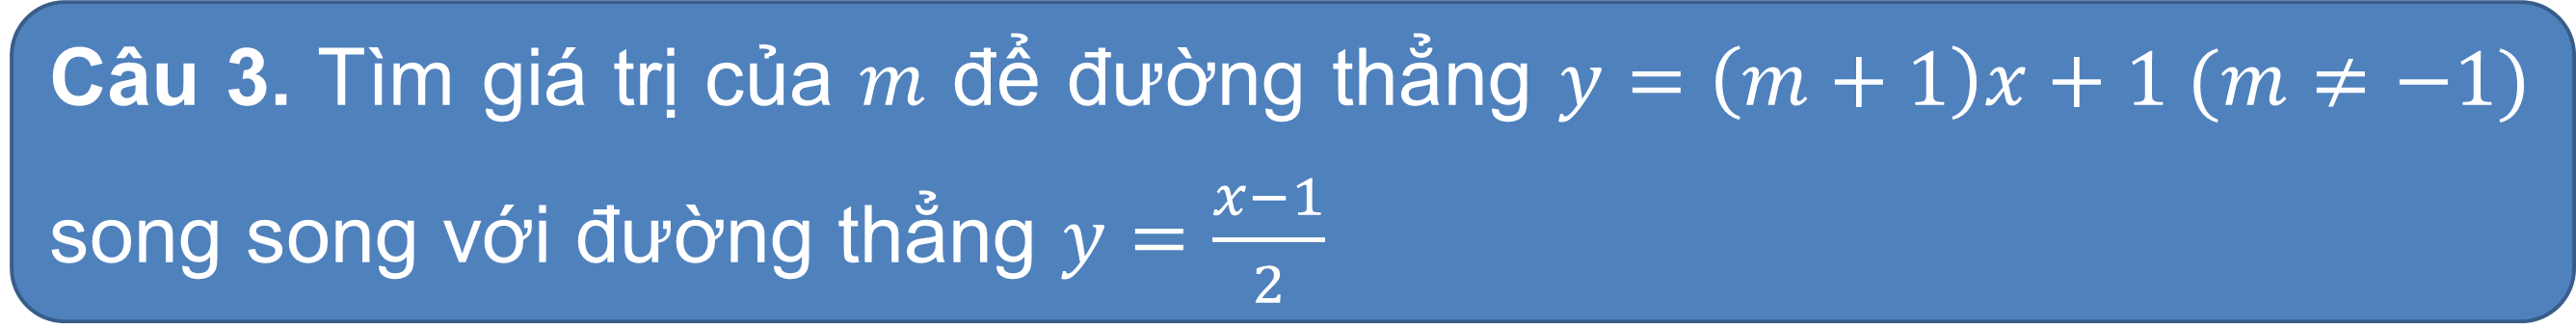 Câu 3. Tìm giá trị của m để đường thẳng y = (m + 1)x + 1 (m ≠ −1)
song song với đường thẳng y = \frac{x−1}{2}